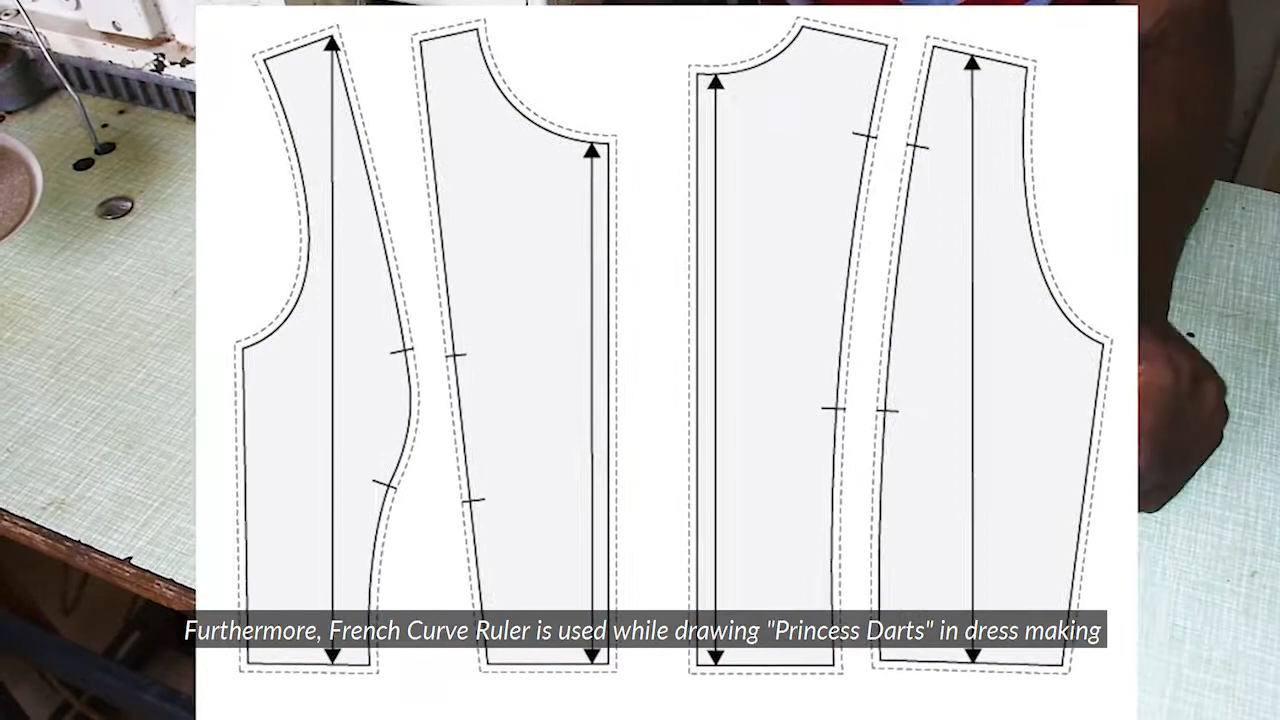 Furthermore, French Curve Ruler is used while drawing "Princess Darts" in dress making